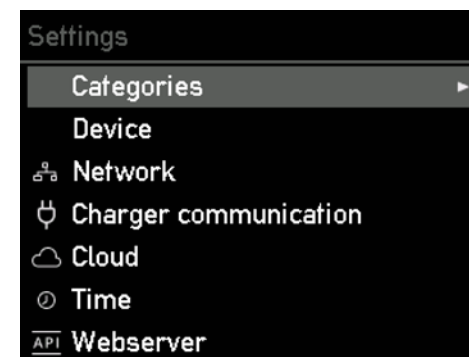 Settings
Categories
Device
Network
Charger communication
Cloud
Time
API Webserver